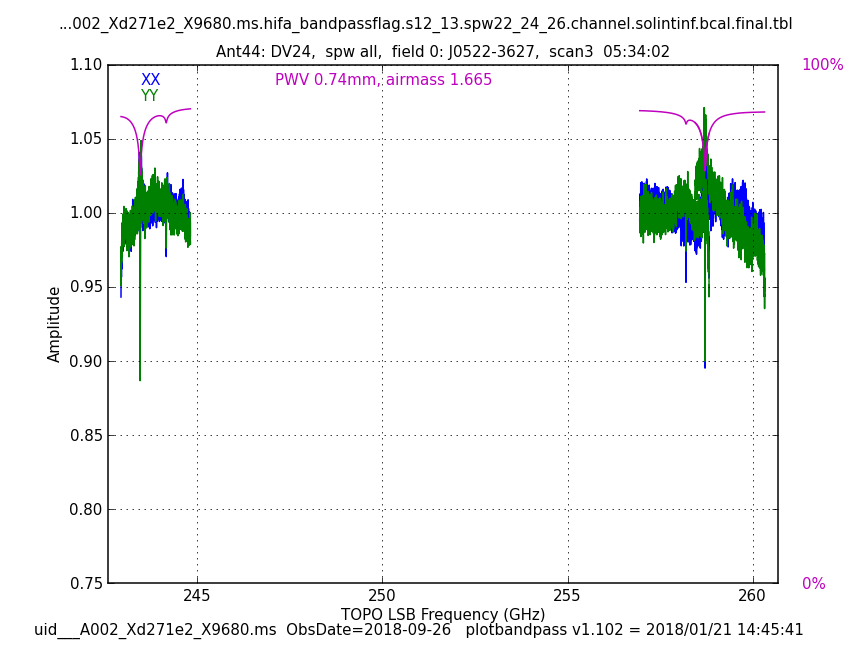 ...002_Xd271e2_X9680.ms.hifa_bandpassflag.s12_13.spw22_24_26.channel.solintinf.bcal.final.tbl
Ant44: DV24,  spw all,  field 0: J0522-3627,  scan3  05:34:02
1.10
XX
PWV 0.74mm, airmass 1.665
100%
YY
1.05
1.00
0.95
Amplitude
0.90
0.85
0.80
0.75
0%
245
250
255
260
TOPO LSB Frequency (GHz)
uid___A002_Xd271e2_X9680.ms  ObsDate=2018-09-26   plotbandpass v1.102 = 2018/01/21 14:45:41